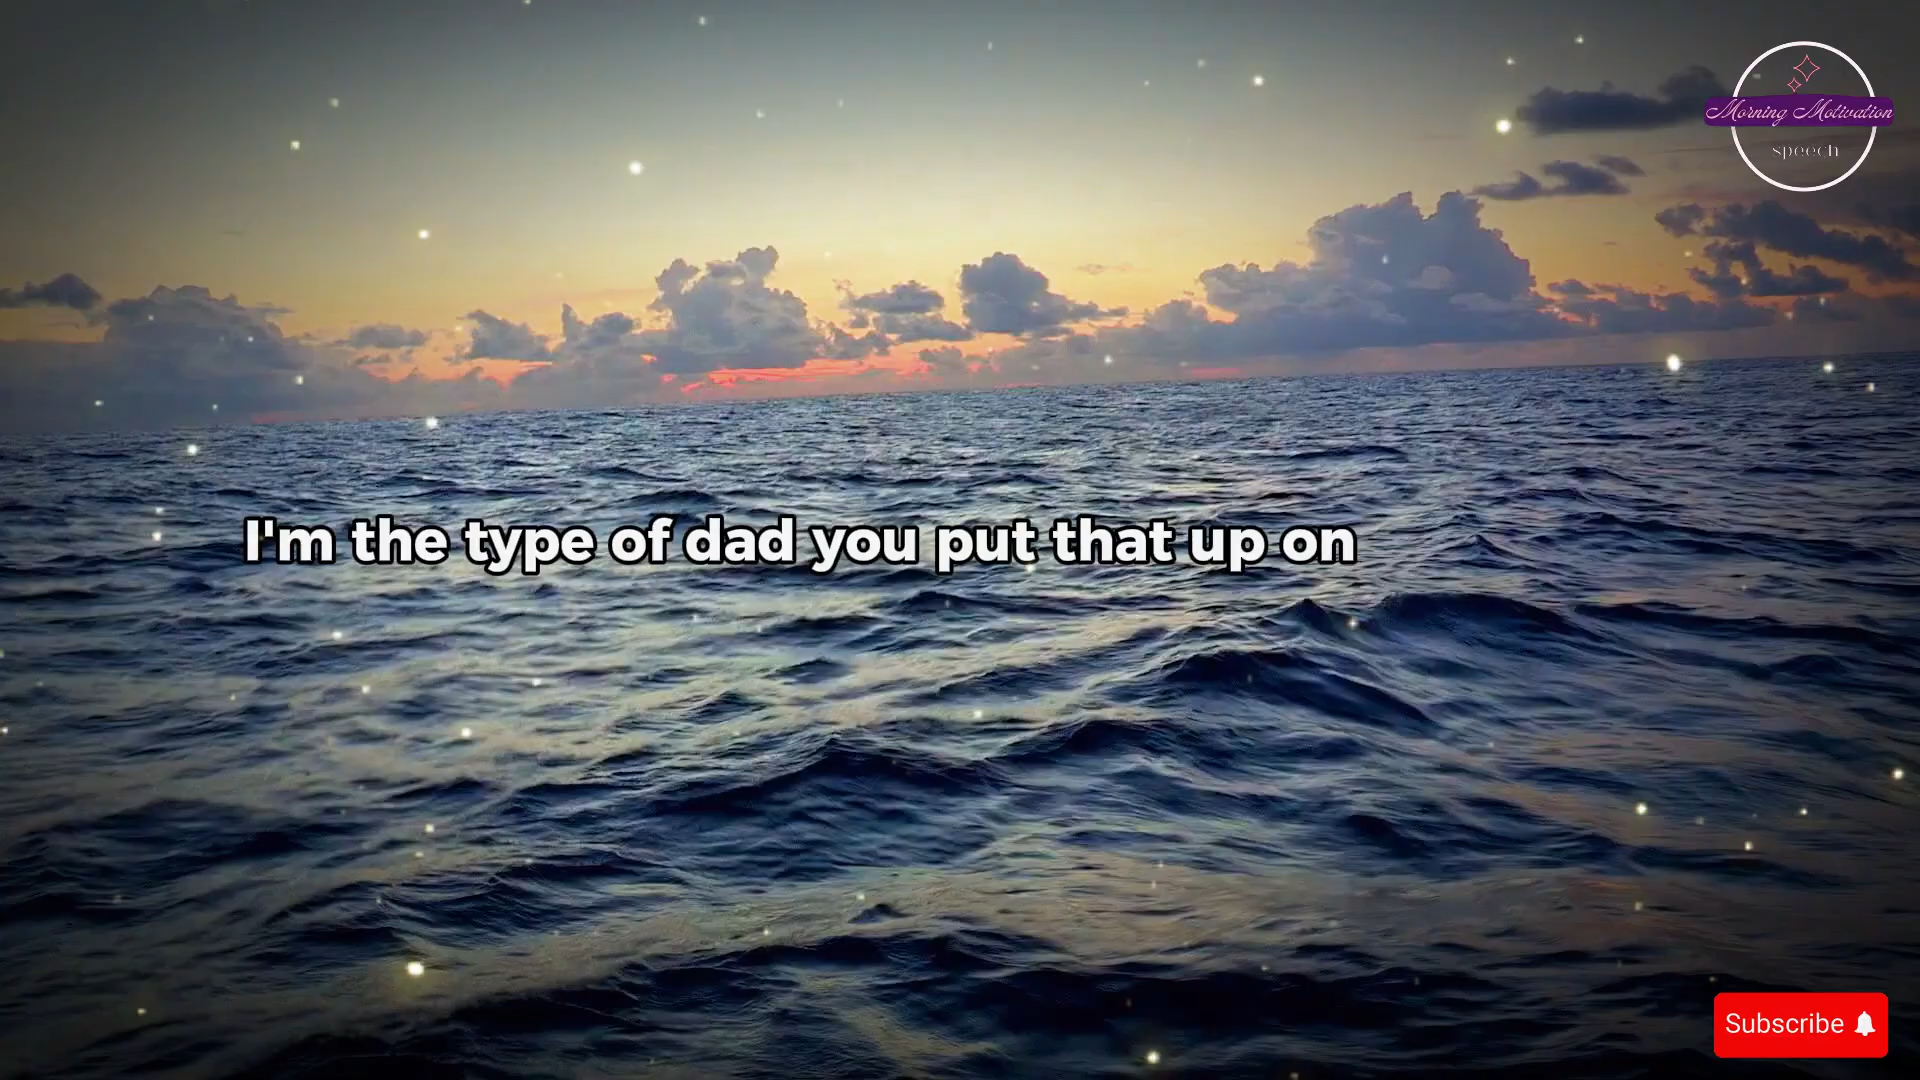 Morning Motivation
speech
I'm the type of dad you put that up on
Subscribe